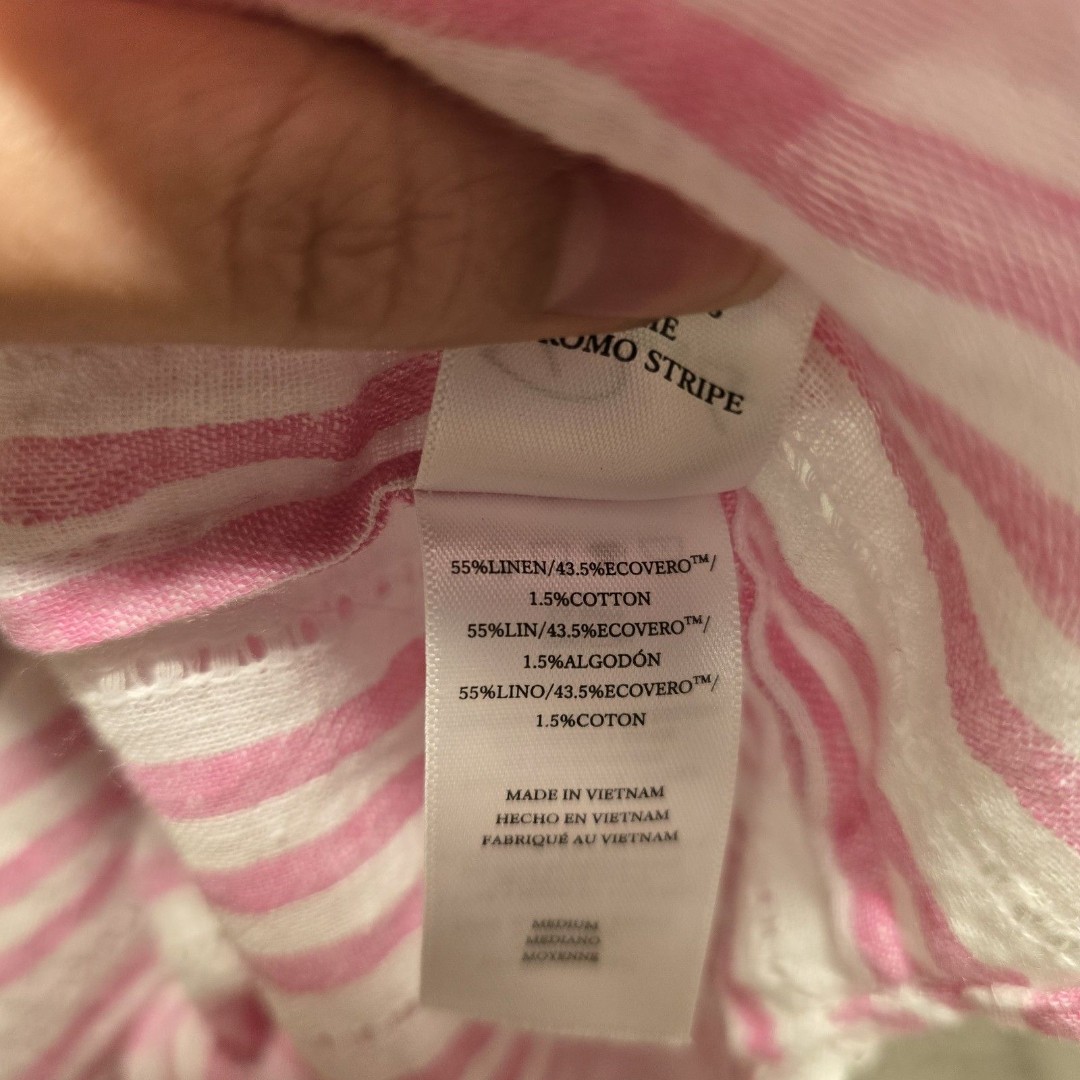 STRIPE
55%LINEN/43.5%ECOVERO™/
1.5%COTTON
55%LIN/43.5%ECOVERO™/
1.5%ALGODÓN
55%LINO/43.5%ECOVERO™/
1.5%COTON
MADE IN VIETNAM
HECHO EN VIETNAM
FABRIQUÉ AU VIETNAM
MEDIUM
MEDIANO
MOYENNE